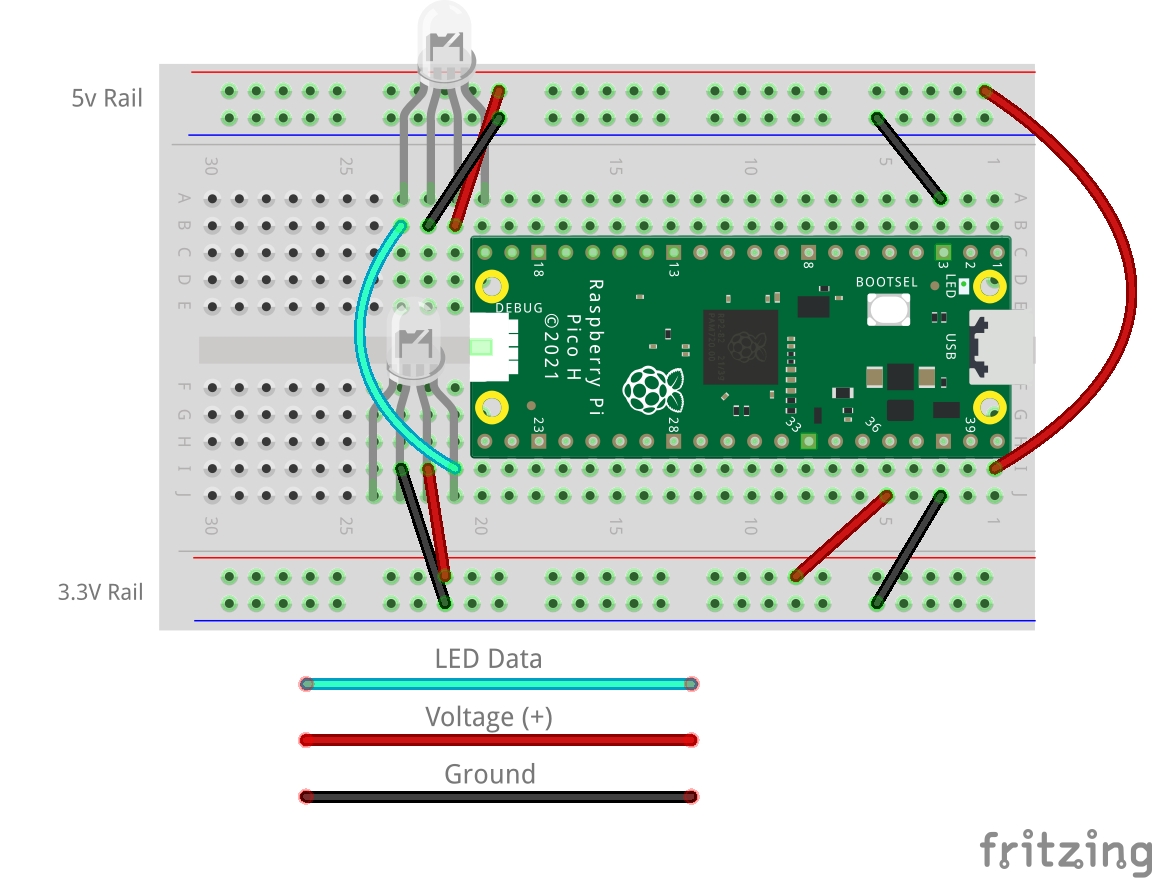 5v Rail
30
25
15
10
5
1
A
B
C
D
E
18
13
8
3
2
1
DEBUG
BOOTSEL
LED
USB
Raspberry Pi
Pico H
©2021
23
28
33
36
39
F
G
H
I
J
30
25
20
15
10
5
1
3.3V Rail
LED Data
Voltage (+)
Ground
fritzing